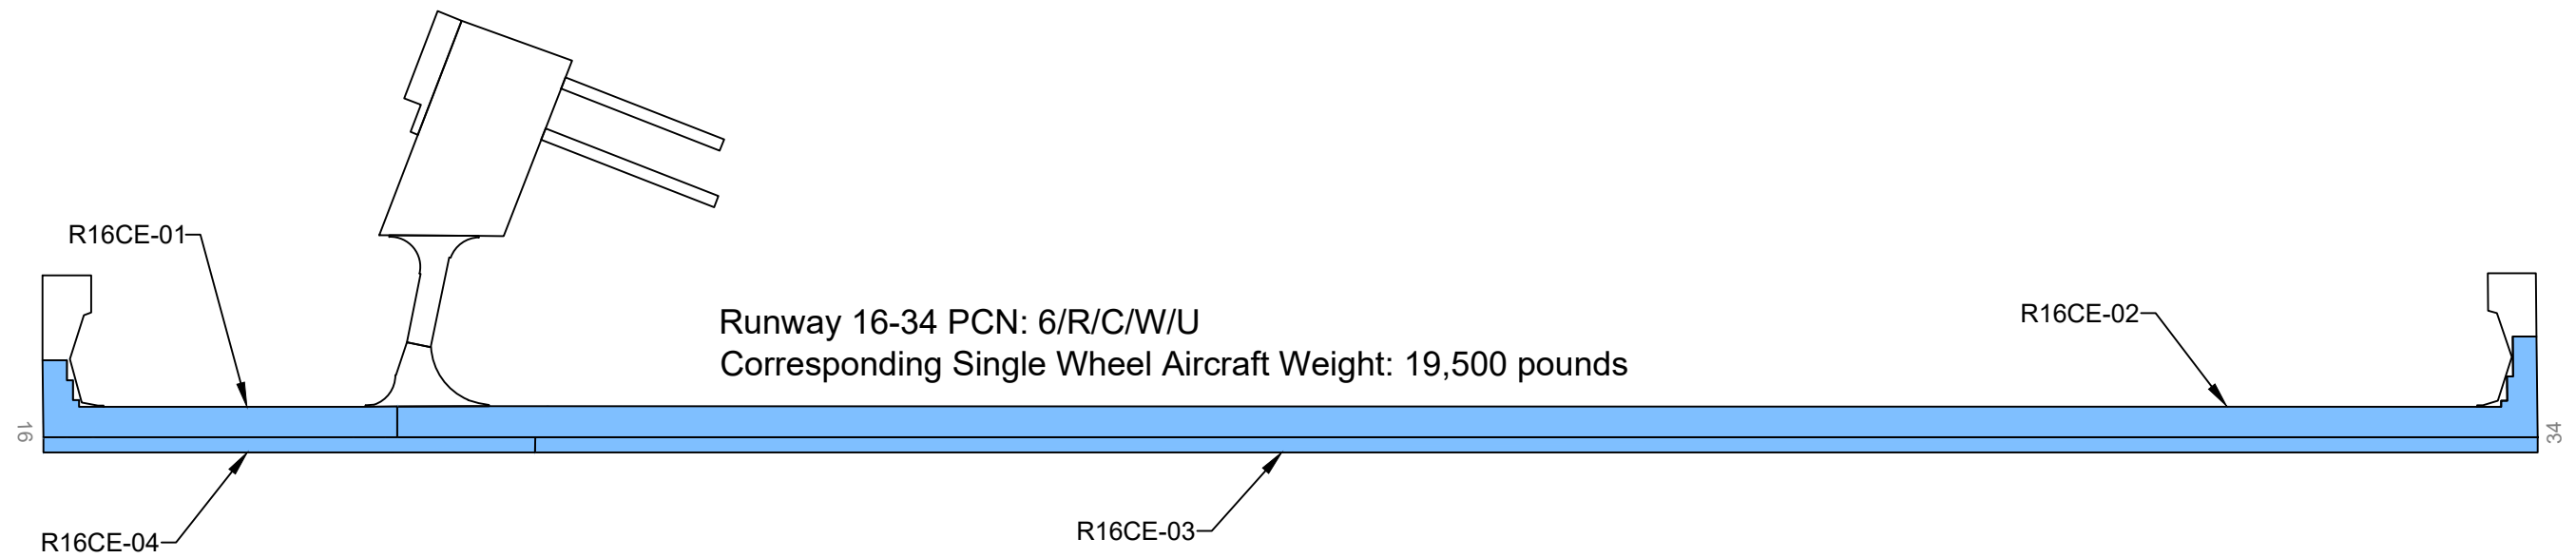 R16CE-01
Runway 16-34 PCN: 6/R/C/W/U
Corresponding Single Wheel Aircraft Weight: 19,500 pounds
R16CE-02
16
34
R16CE-04
R16CE-03